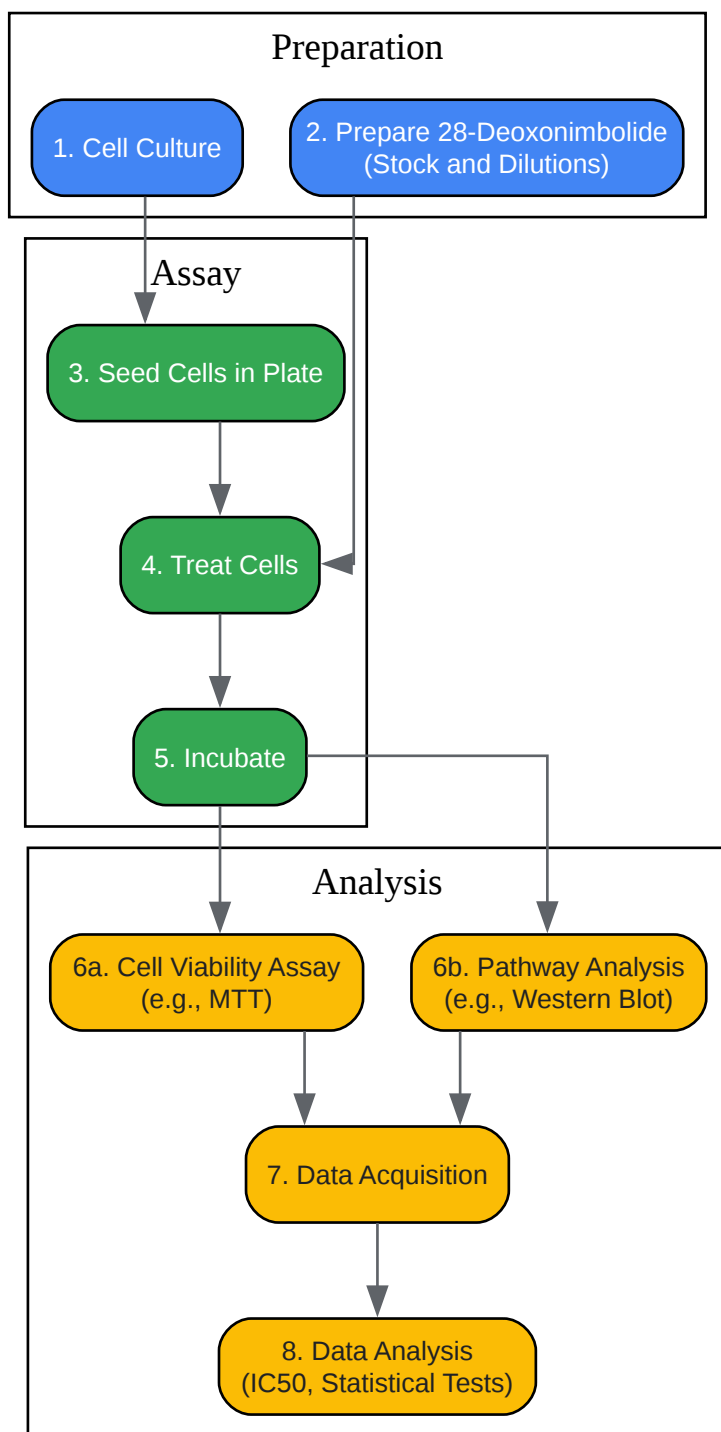 Preparation
1. Cell Culture
2. Prepare 28-Deoxonimbolide
(Stock and Dilutions)
Assay
3. Seed Cells in Plate
4. Treat Cells
5. Incubate
Analysis
6a. Cell Viability Assay
(e.g., MTT)
6b. Pathway Analysis
(e.g., Western Blot)
7. Data Acquisition
8. Data Analysis
(IC50, Statistical Tests)